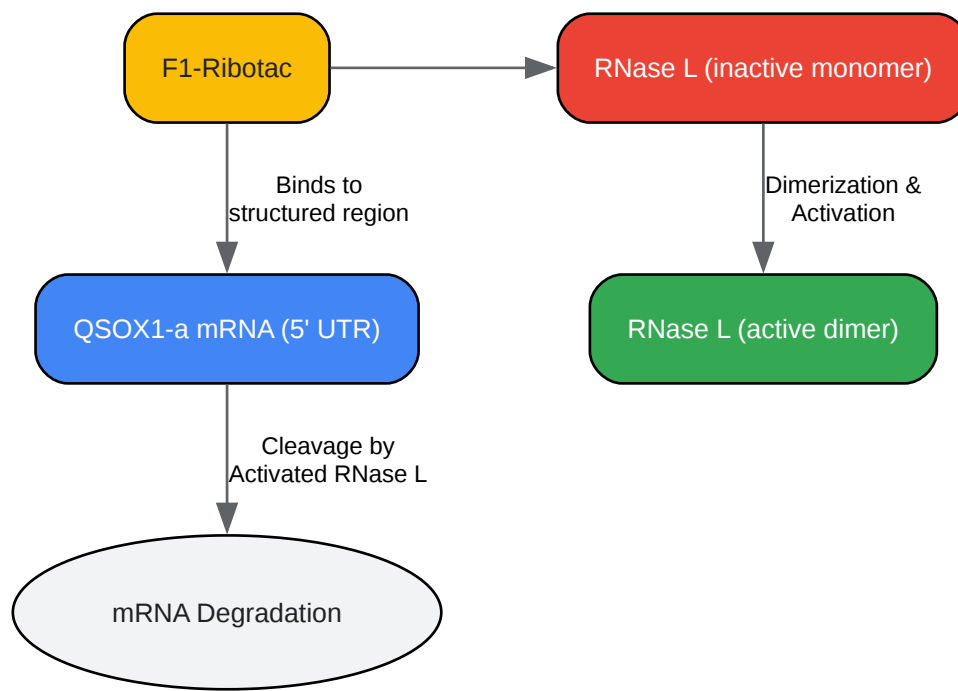 F1-Ribotac
RNase L (inactive monomer)
Binds to
structured region
Dimerization &
Activation
QSOX1-a mRNA (5' UTR)
RNase L (active dimer)
Cleavage by
Activated RNase L
mRNA Degradation